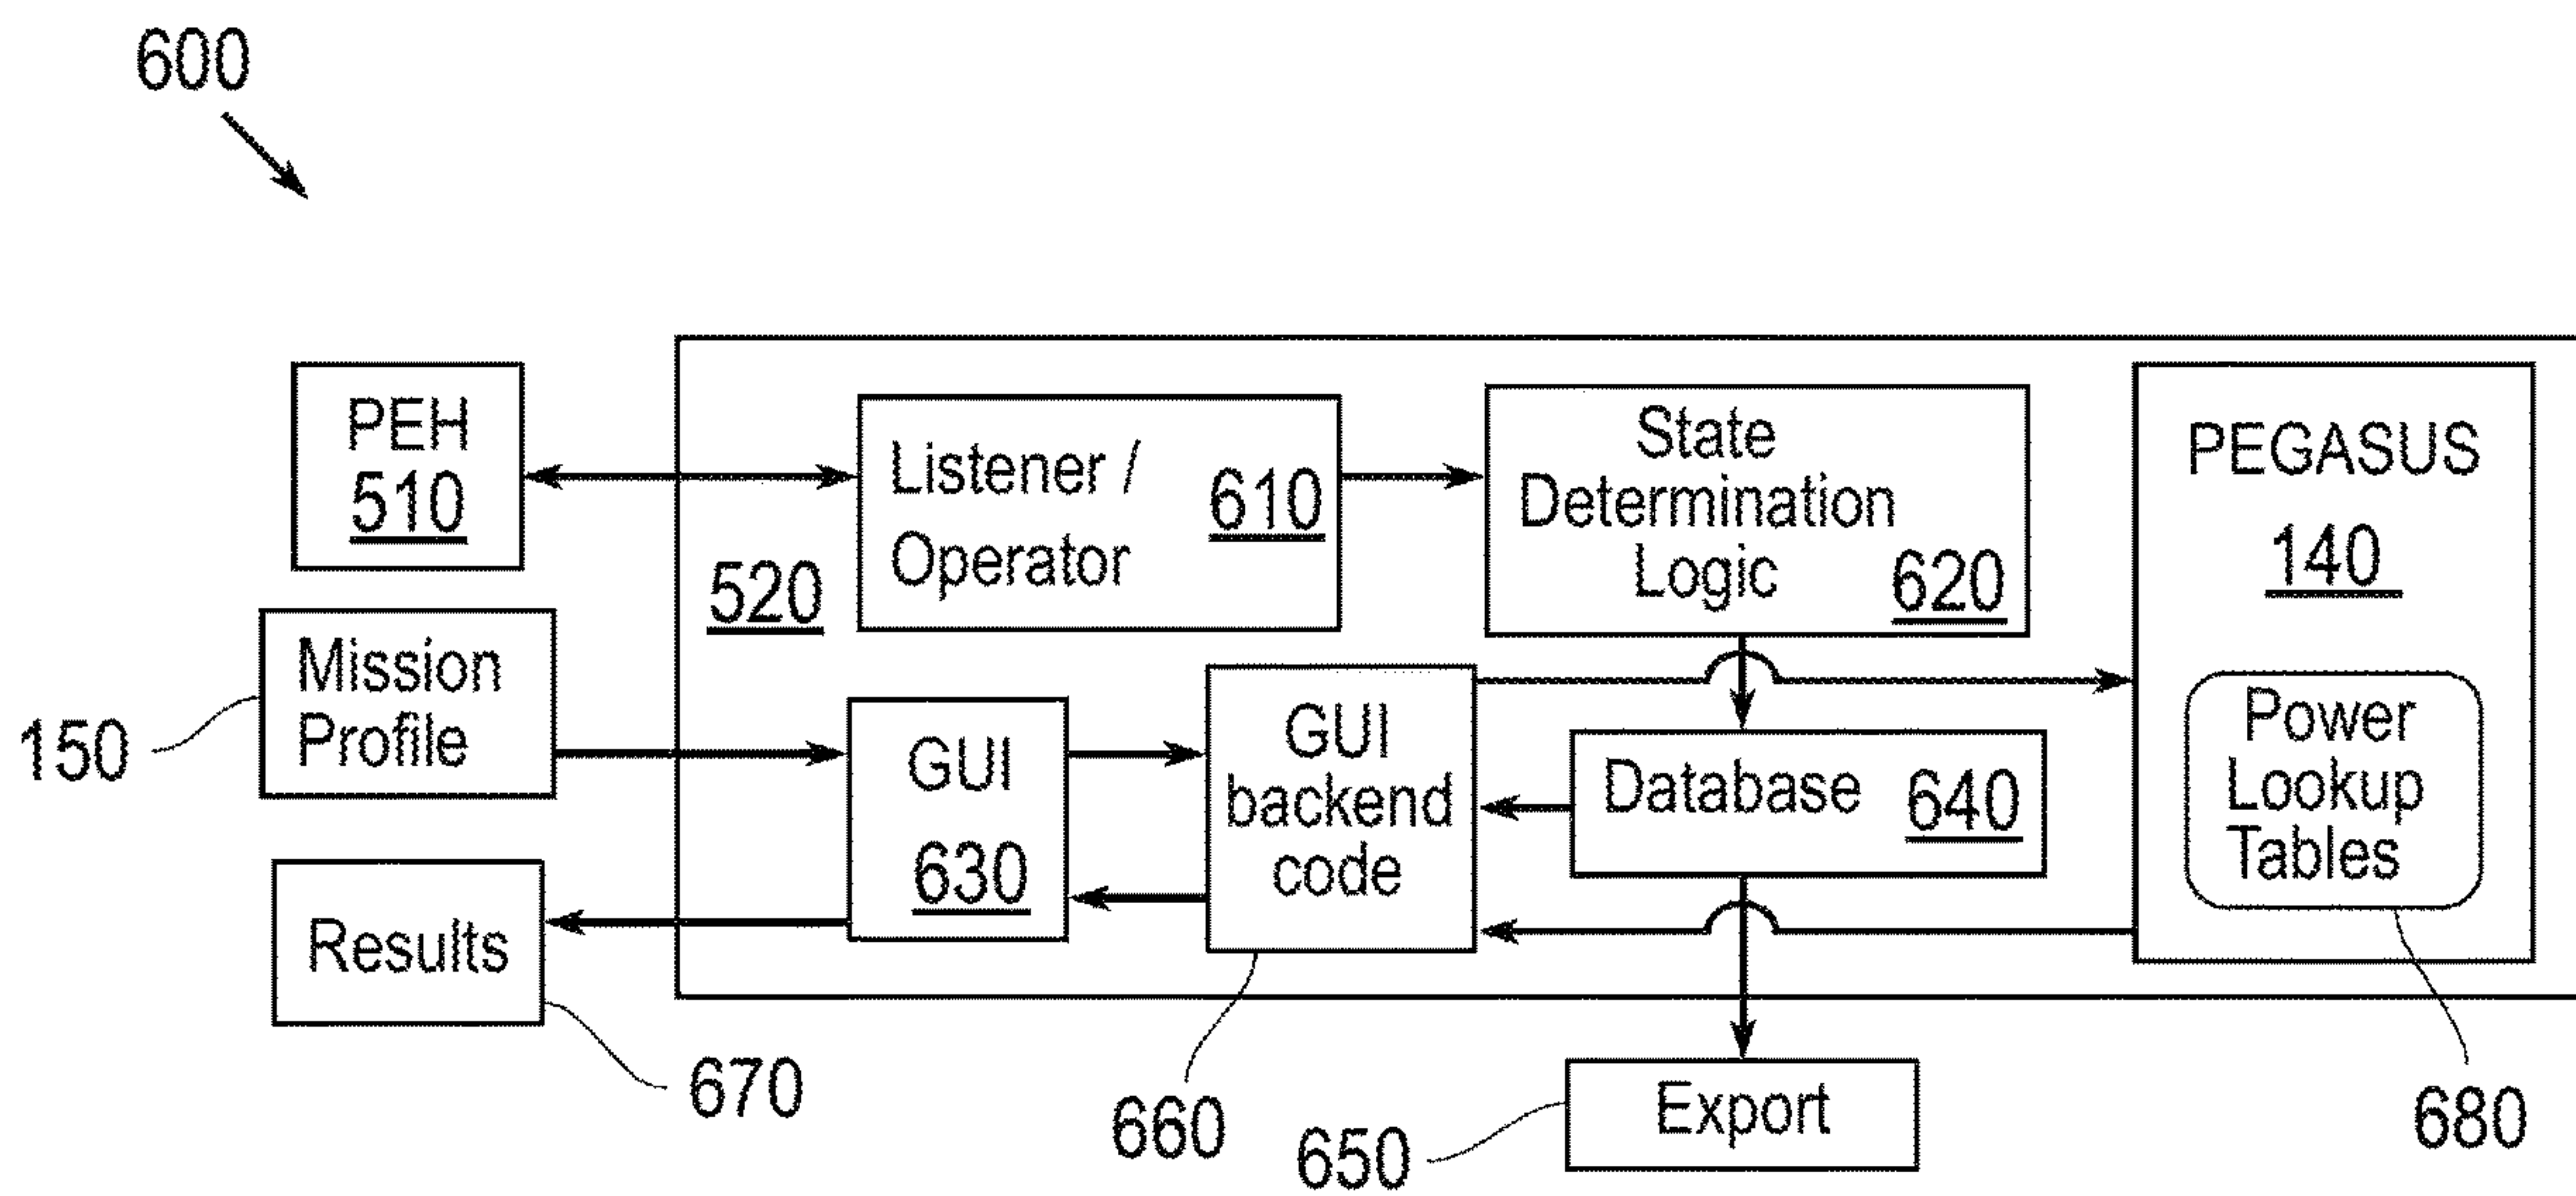 600
PEH
510
520
Listener /
Operator
610
State
Determination
Logic
620
PEGASUS
140
Mission
Profile
150
GUI
630
GUI
backend
code
Database
640
Power
Lookup
Tables
Results
670
660
650
Export
680